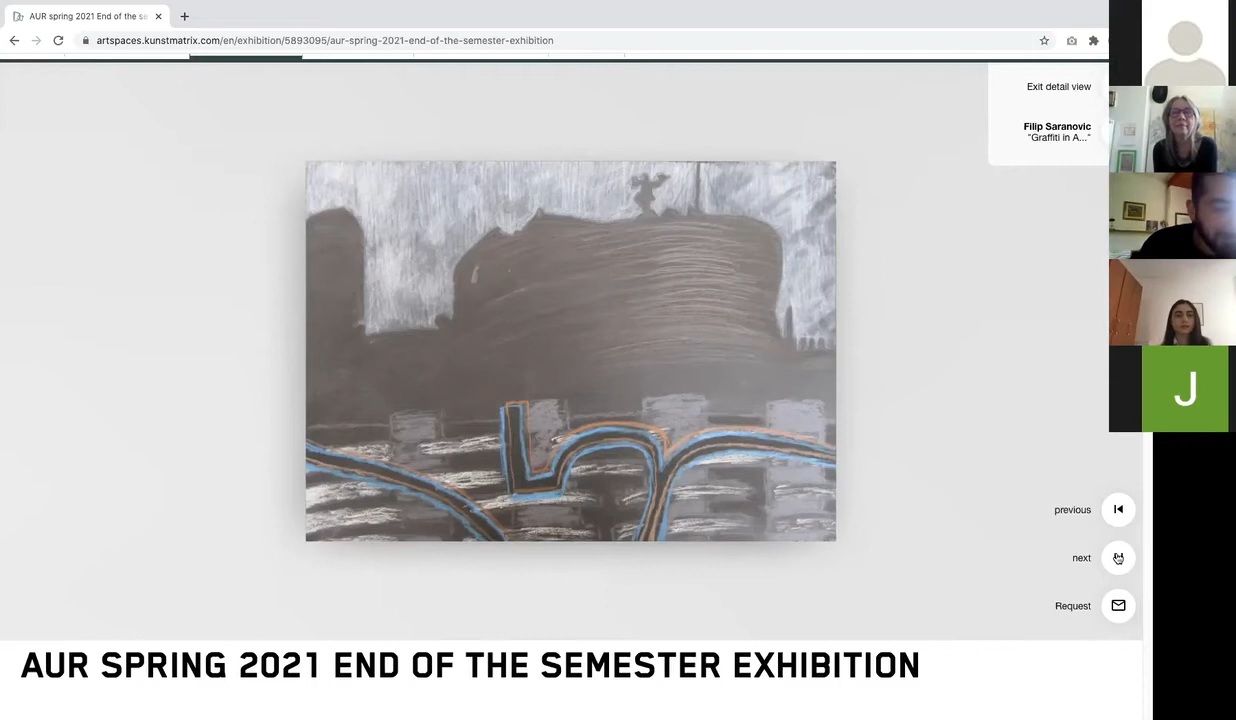 AUR spring 2021 End of the se
artspaces.kunstmatrix.com/en/exhibition/5893095/aur-spring-2021-end-of-the-semester-exhibition
Exit detail view
Filip Saranovic
"Graffiti in A..."
J
previous
next
Request
AUR SPRING 2021 END OF THE SEMESTER EXHIBITION